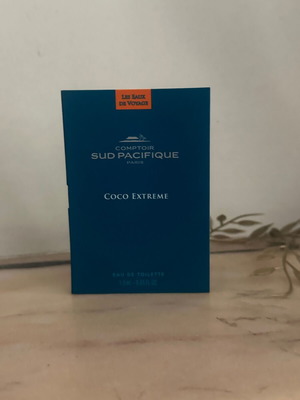 LES EAUX
DE VOYAGE
COMPTOIR
SUD PACIFIQUE
PARIS
COCO EXTREME
EAU DE TOILETTE